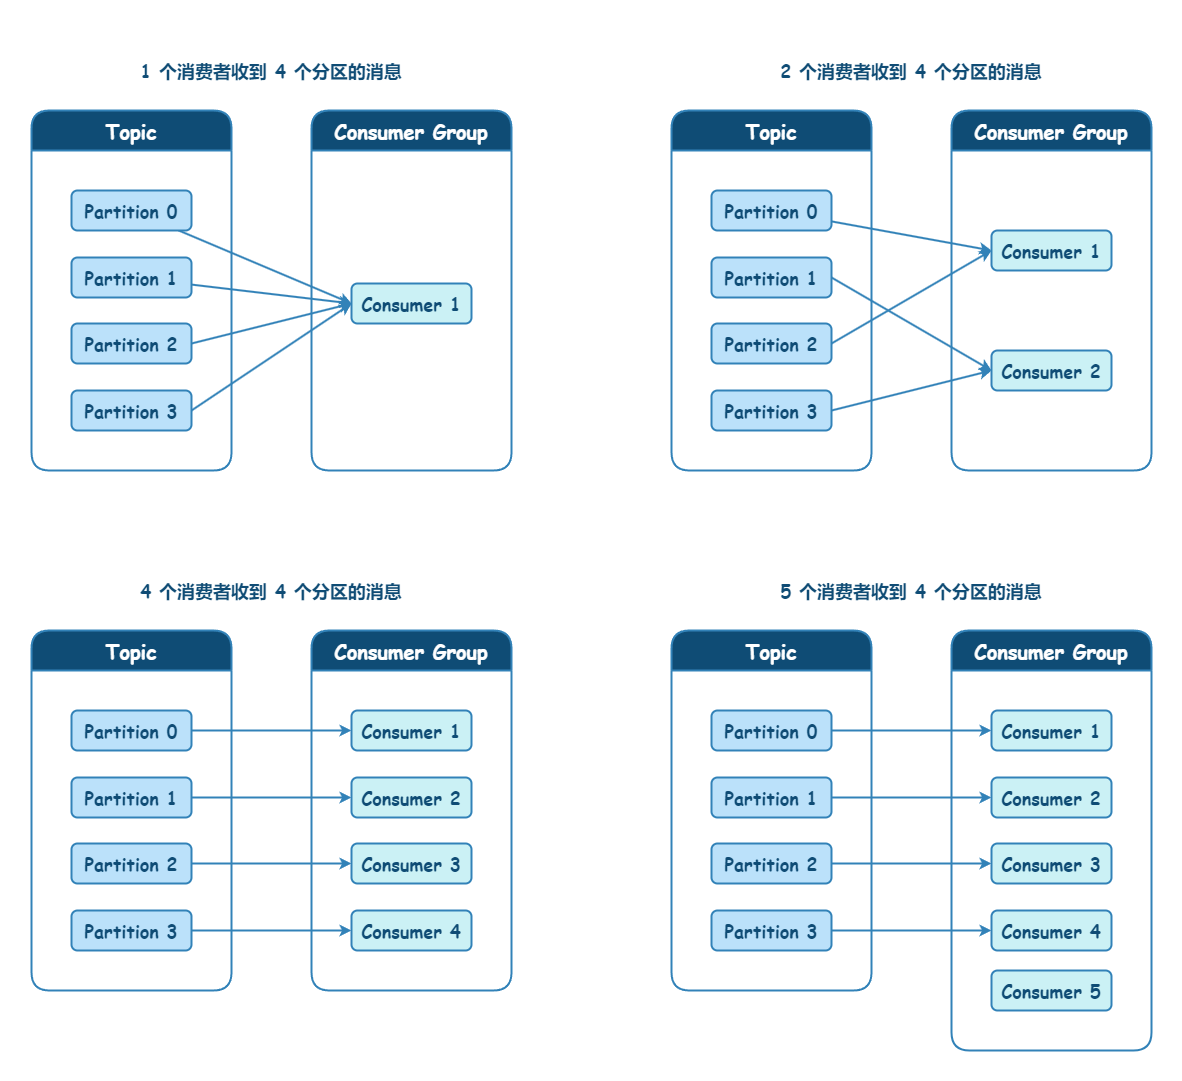 1 个消费者收到 4 个分区的消息
Topic
Partition 0
Partition 1
Partition 2
Partition 3
Consumer Group
Consumer 1
2 个消费者收到 4 个分区的消息
Topic
Partition 0
Partition 1
Partition 2
Partition 3
Consumer Group
Consumer 1
Consumer 2
4 个消费者收到 4 个分区的消息
Topic
Partition 0
Partition 1
Partition 2
Partition 3
Consumer Group
Consumer 1
Consumer 2
Consumer 3
Consumer 4
5 个消费者收到 4 个分区的消息
Topic
Partition 0
Partition 1
Partition 2
Partition 3
Consumer Group
Consumer 1
Consumer 2
Consumer 3
Consumer 4
Consumer 5